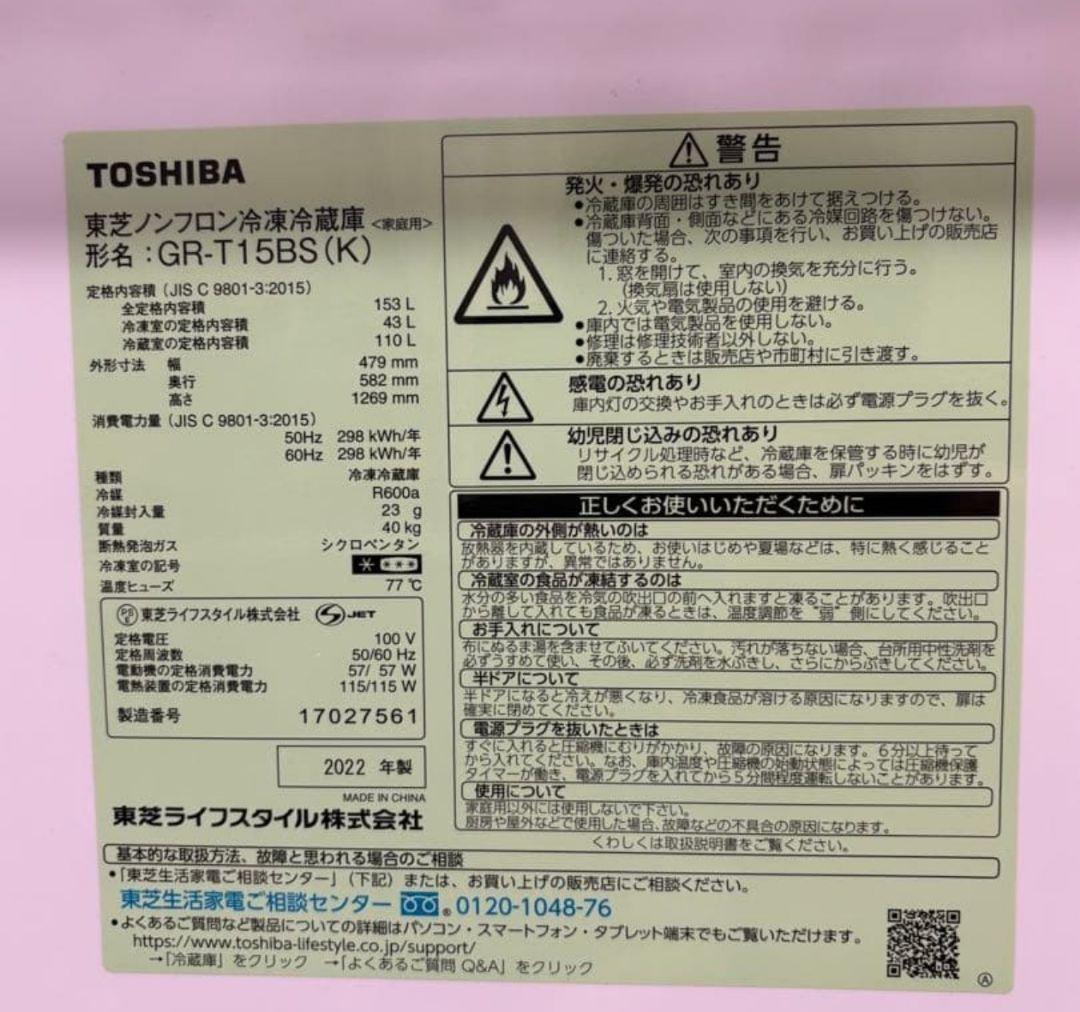 TOSHIBA
東芝ノンフロン冷凍冷蔵庫 <家庭用>
形名：GR-T15BS(K)
定格内容積（JIS C 9801-3:2015）
全定格内容積 153 L
冷凍室の定格内容積 43 L
冷蔵室の定格内容積 110 L
外形寸法 幅 479 mm
奥行 582 mm
高さ 1269 mm
消費電力量（JIS C 9801-3:2015）
50Hz 298 kWh/年
60Hz 298 kWh/年
種類 冷凍冷蔵庫
冷媒 R600a
冷媒封入量 23 g
質量 40 kg
断熱発泡ガス シクロペンタン
冷凍室の記号
温度ヒューズ 77 ℃
PSE 東芝ライフスタイル株式会社 JET
定格電圧 100 V
定格周波数 50/60 Hz
電動機の定格消費電力 57/ 57 W
電熱装置の定格消費電力 115/115 W
製造番号 17027561
2022 年製
MADE IN CHINA
東芝ライフスタイル株式会社
警告
発火・爆発の恐れあり
●冷蔵庫の周囲はすき間をあけて据えつける。
●冷蔵庫背面・側面などにある冷媒回路を傷つけない。
傷ついた場合、次の事項を行い、お買い上げの販売店
に連絡する。
1. 窓を開けて、室内の換気を充分に行う。
(換気扇は使用しない)
2. 火気や電気製品の使用を避ける。
●庫内では電気製品を使用しない。
●修理は修理技術者以外しない。
●廃棄するときは販売店や市町村に引き渡す。
感電の恐れあり
庫内灯の交換やお手入れのときは必ず電源プラグを抜く。
幼児閉じ込みの恐れあり
リサイクル処理時など、冷蔵庫を保管する時に幼児が
閉じ込められる恐れがある場合、扉パッキンをはずす。
正しくお使いいただくために
冷蔵庫の外側が熱いのは
放熱器を内蔵しているため、お使いはじめや夏場などは、特に熱く感じること
がありますが、異常ではありません。
冷蔵室の食品が凍結するのは
水分の多い食品を冷気の吹出口の前へ入れますと凍ることがあります。吹出口
から離して入れても食品が凍るときは、温度調節を"弱"側にしてください。
お手入れについて
布にぬるま湯を含ませてふいてください。汚れが落ちない場合、台所用中性洗剤を
必ずうすめて使い、その後、必ず洗剤を水ぶきし、さらにからぶきしてください。
半ドアについて
半ドアになると冷えが悪くなり、冷凍食品が溶ける原因になりますので、扉は
確実に閉めてください。
電源プラグを抜いたときは
すぐに入れると圧縮機にむりがかかり、故障の原因になります。6分以上待って
から入れてください。なお、庫内温度や圧縮機の始動状態によっては圧縮機保護
タイマーが働き、電源プラグを入れてから5分間程度運転しないことがあります。
使用について
家庭用以外には使用しないで下さい。
厨房や屋外などで使用した場合、故障などの不具合の原因になります。
くわしくは取扱説明書をご覧ください。
基本的な取扱方法、故障と思われる場合のご相談
●「東芝生活家電ご相談センター」（下記）または、お買い上げの販売店にご相談ください。
東芝生活家電ご相談センター 0120-1048-76
●よくあるご質問など製品についての詳細はパソコン・スマートフォン・タブレット端末でもご覧いただけます。
https://www.toshiba-lifestyle.co.jp/support/
→「冷蔵庫」をクリック →「よくあるご質問 Q&A」をクリック
Ⓐ